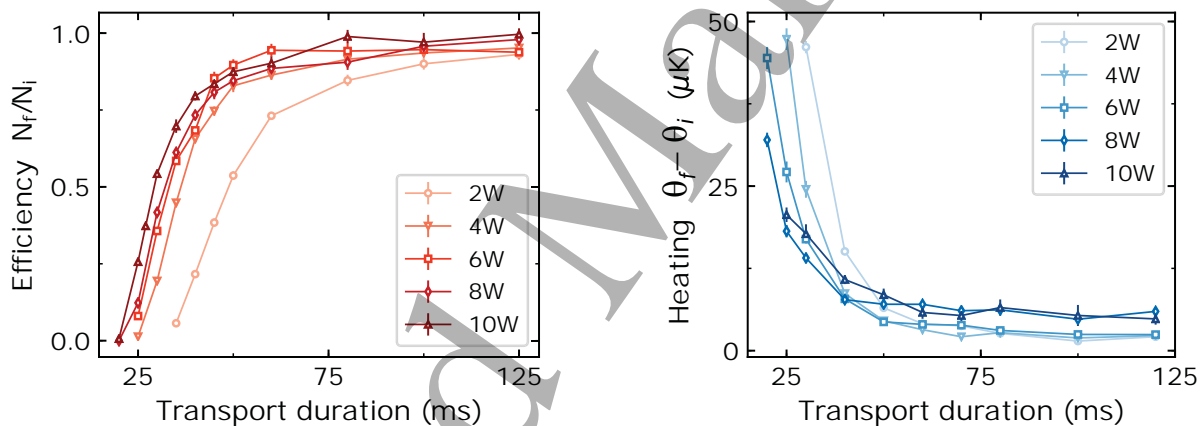 Efficiency N_f/N_i
1.0
0.5
0.0
2W
4W
6W
8W
10W
25
75
125
Transport duration (ms)
Heating θ_f− θ_i (μK)
50
25
0
2W
4W
6W
8W
10W
25
75
125
Transport duration (ms)
d Ma